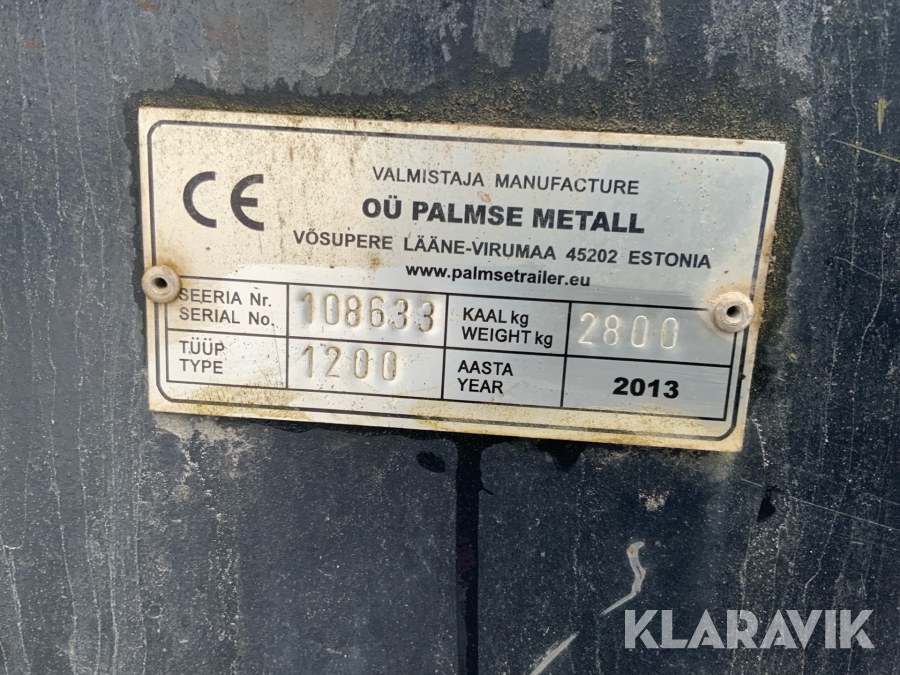 CE
VALMISTAJA MANUFACTURE
OÜ PALMSE METALL
VÕSUPERE LÄÄNE-VIRUMAA 45202 ESTONIA
www.palmsetrailer.eu
SEERIA Nr.
SERIAL No.
108633
KAAL kg
WEIGHT kg
2800
TÜÜP
TYPE
1200
AASTA
YEAR
2013
KLARAVIK